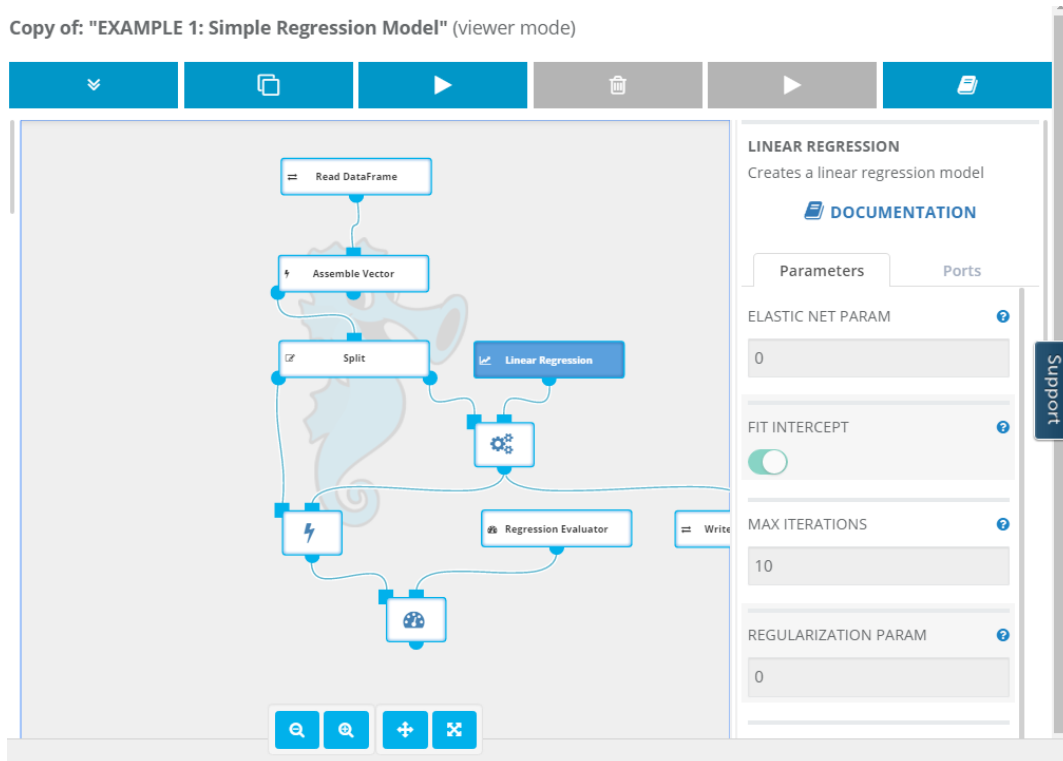 Copy of: "EXAMPLE 1: Simple Regression Model" (viewer mode)
Read DataFrame
Assemble Vector
Split
Linear Regression
Regression Evaluator
Write
LINEAR REGRESSION
Creates a linear regression model
DOCUMENTATION
Parameters
Ports
ELASTIC NET PARAM
0
FIT INTERCEPT
MAX ITERATIONS
10
REGULARIZATION PARAM
0
Support